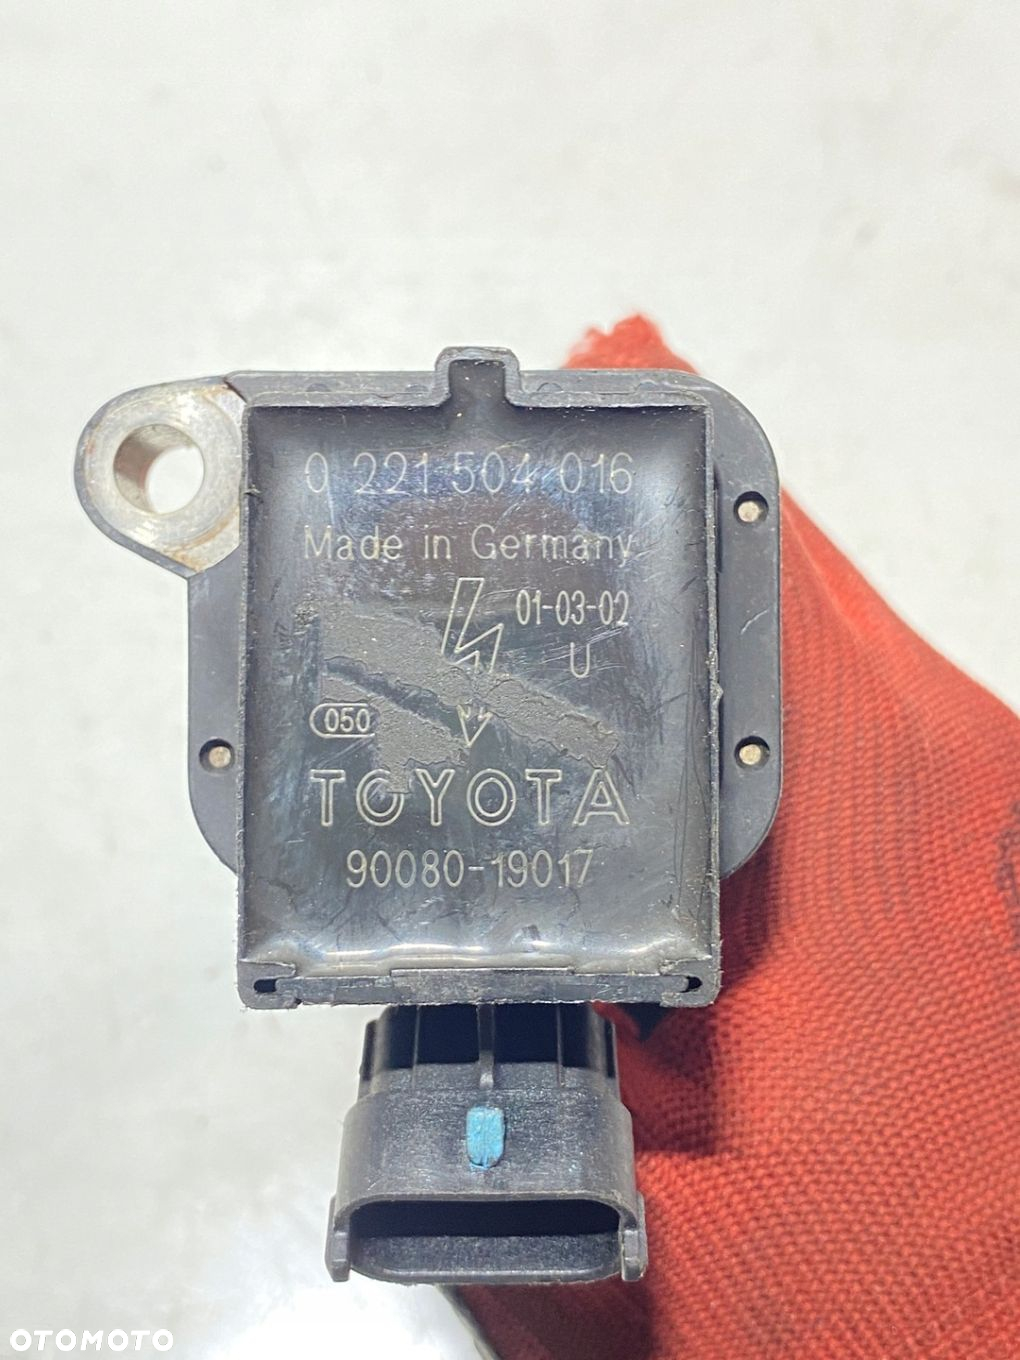 0 221 504 016
Made in Germany
01-03-02
U
050
TOYOTA
90080-19017
OTOMOTO